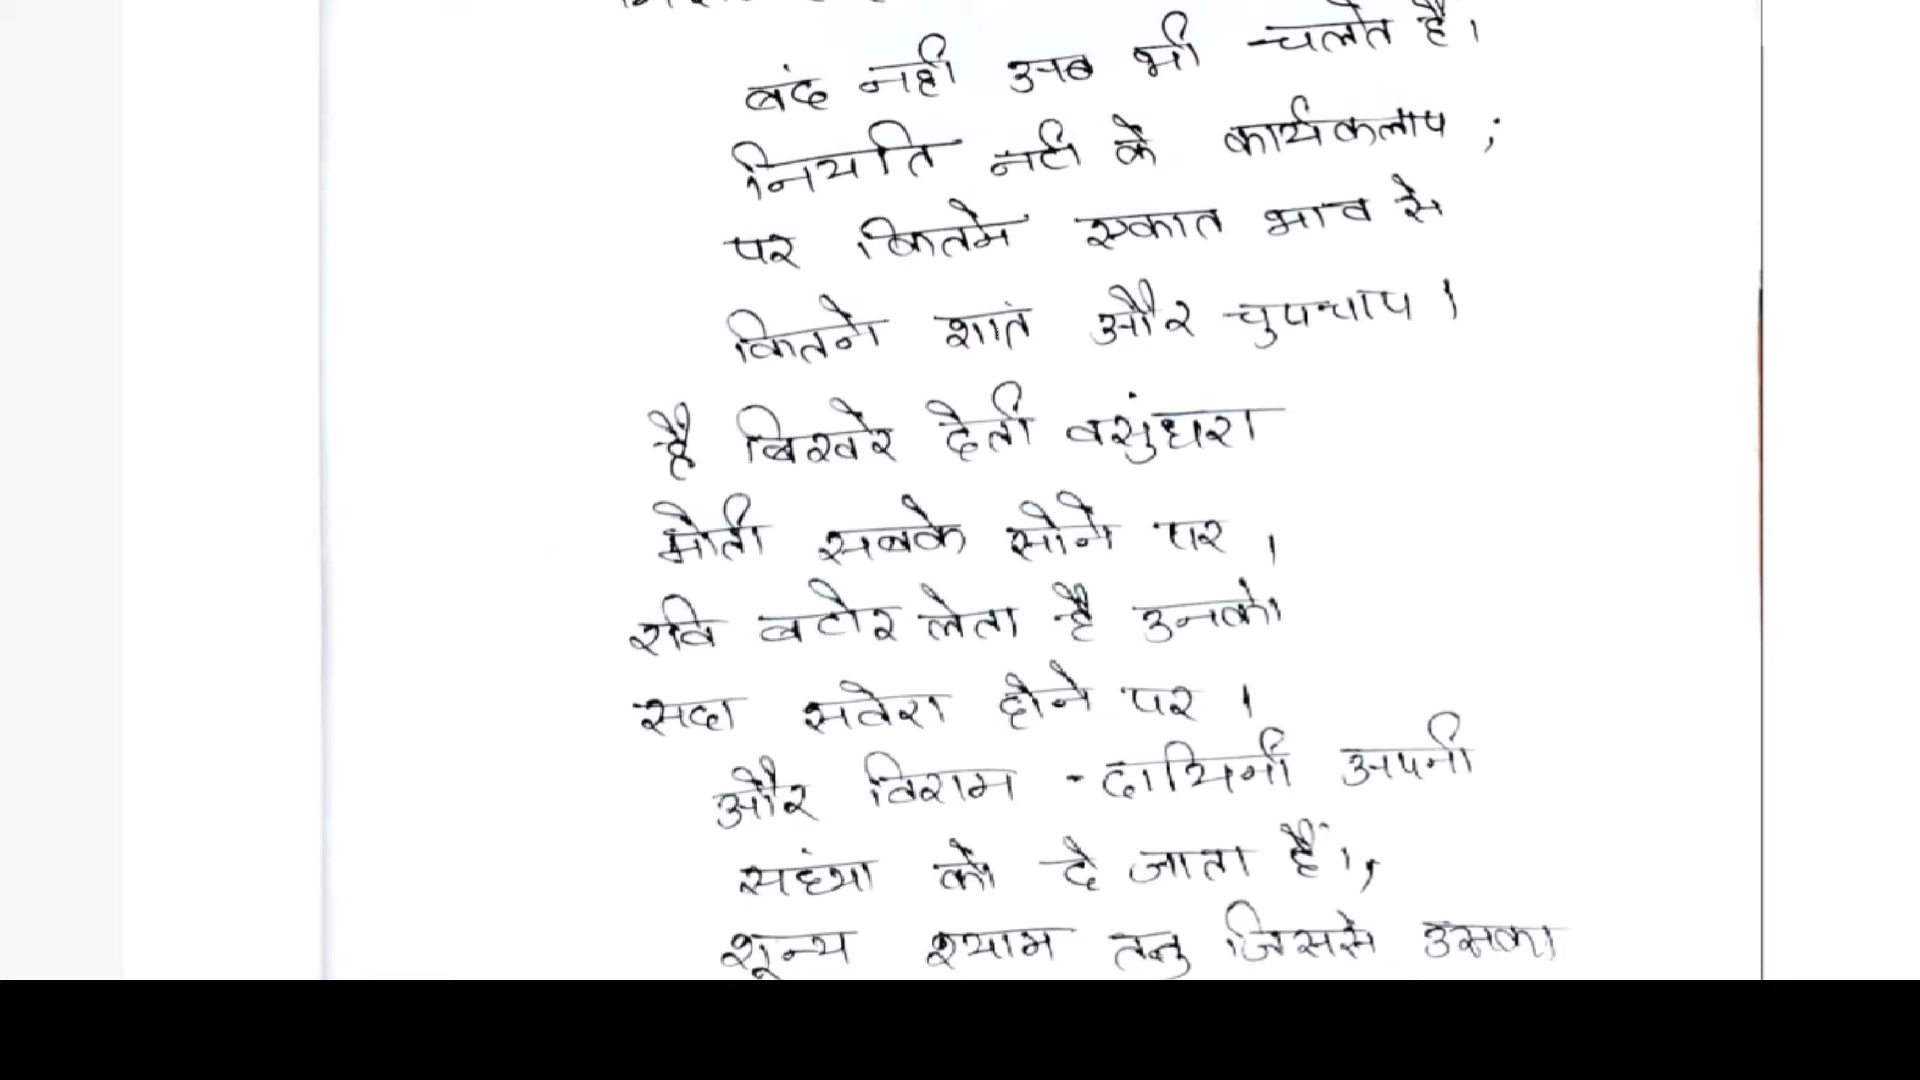 बंद नही अब भी चलते है।
नियति नटी के कार्यकलाप ;
पर कितने एकात भाव से
कितने शांत और चुपचाप।
है बिखेर देती वसुंधरा
मोती सबके सोने पर ,
रवि बटोर लेता है उनको
सदा सवेरा होने पर ।
और विराम - दायिनी अपनी
सध्ंया को दे जाता हैं।,
शून्य श्याम तनु जिससे उसका